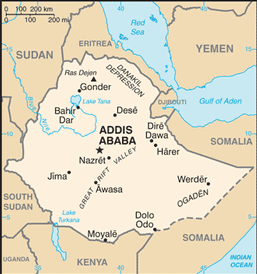 0 100 200 km
0 100 200 mi
Red
Sea
SUDAN
ERITREA
YEMEN
Ras Dejen
DANAKIL
DEPRESSION
Gonder
Lake Tana
Bahir
Dar
Desē
DJIBOUTI
Gulf of Aden
ADDIS
ABABA
Dirē
Dawa
Hārer
SOMALIA
Nazrēt
GREAT RIFT VALLEY
Jīma
Āwasa
Werdēr
OGADĒN
SOUTH
SUDAN
Lake
Turkana
Dolo
Odo
Moyalē
UGANDA
KENYA
SOMALIA
INDIAN
OCEAN